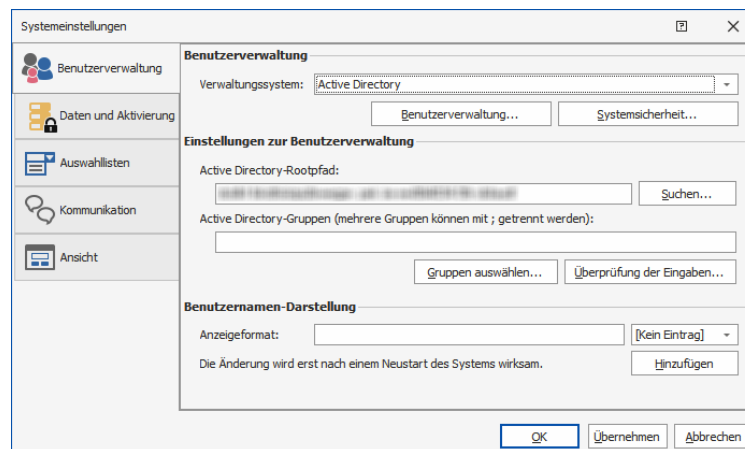 Systemeinstellungen
Benutzerverwaltung
Daten und Aktivierung
Auswahllisten
Kommunikation
Ansicht
Benutzerverwaltung
Verwaltungssystem: Active Directory
Benutzerverwaltung...
Systemsicherheit...
Einstellungen zur Benutzerverwaltung
Active Directory-Rootpfad:
Suchen...
Active Directory-Gruppen (mehrere Gruppen können mit ; getrennt werden):
Gruppen auswählen...
Überprüfung der Eingaben...
Benutzernamen-Darstellung
Anzeigeformat:
[Kein Eintrag]
Die Änderung wird erst nach einem Neustart des Systems wirksam.
Hinzufügen
OK
Übernehmen
Abbrechen